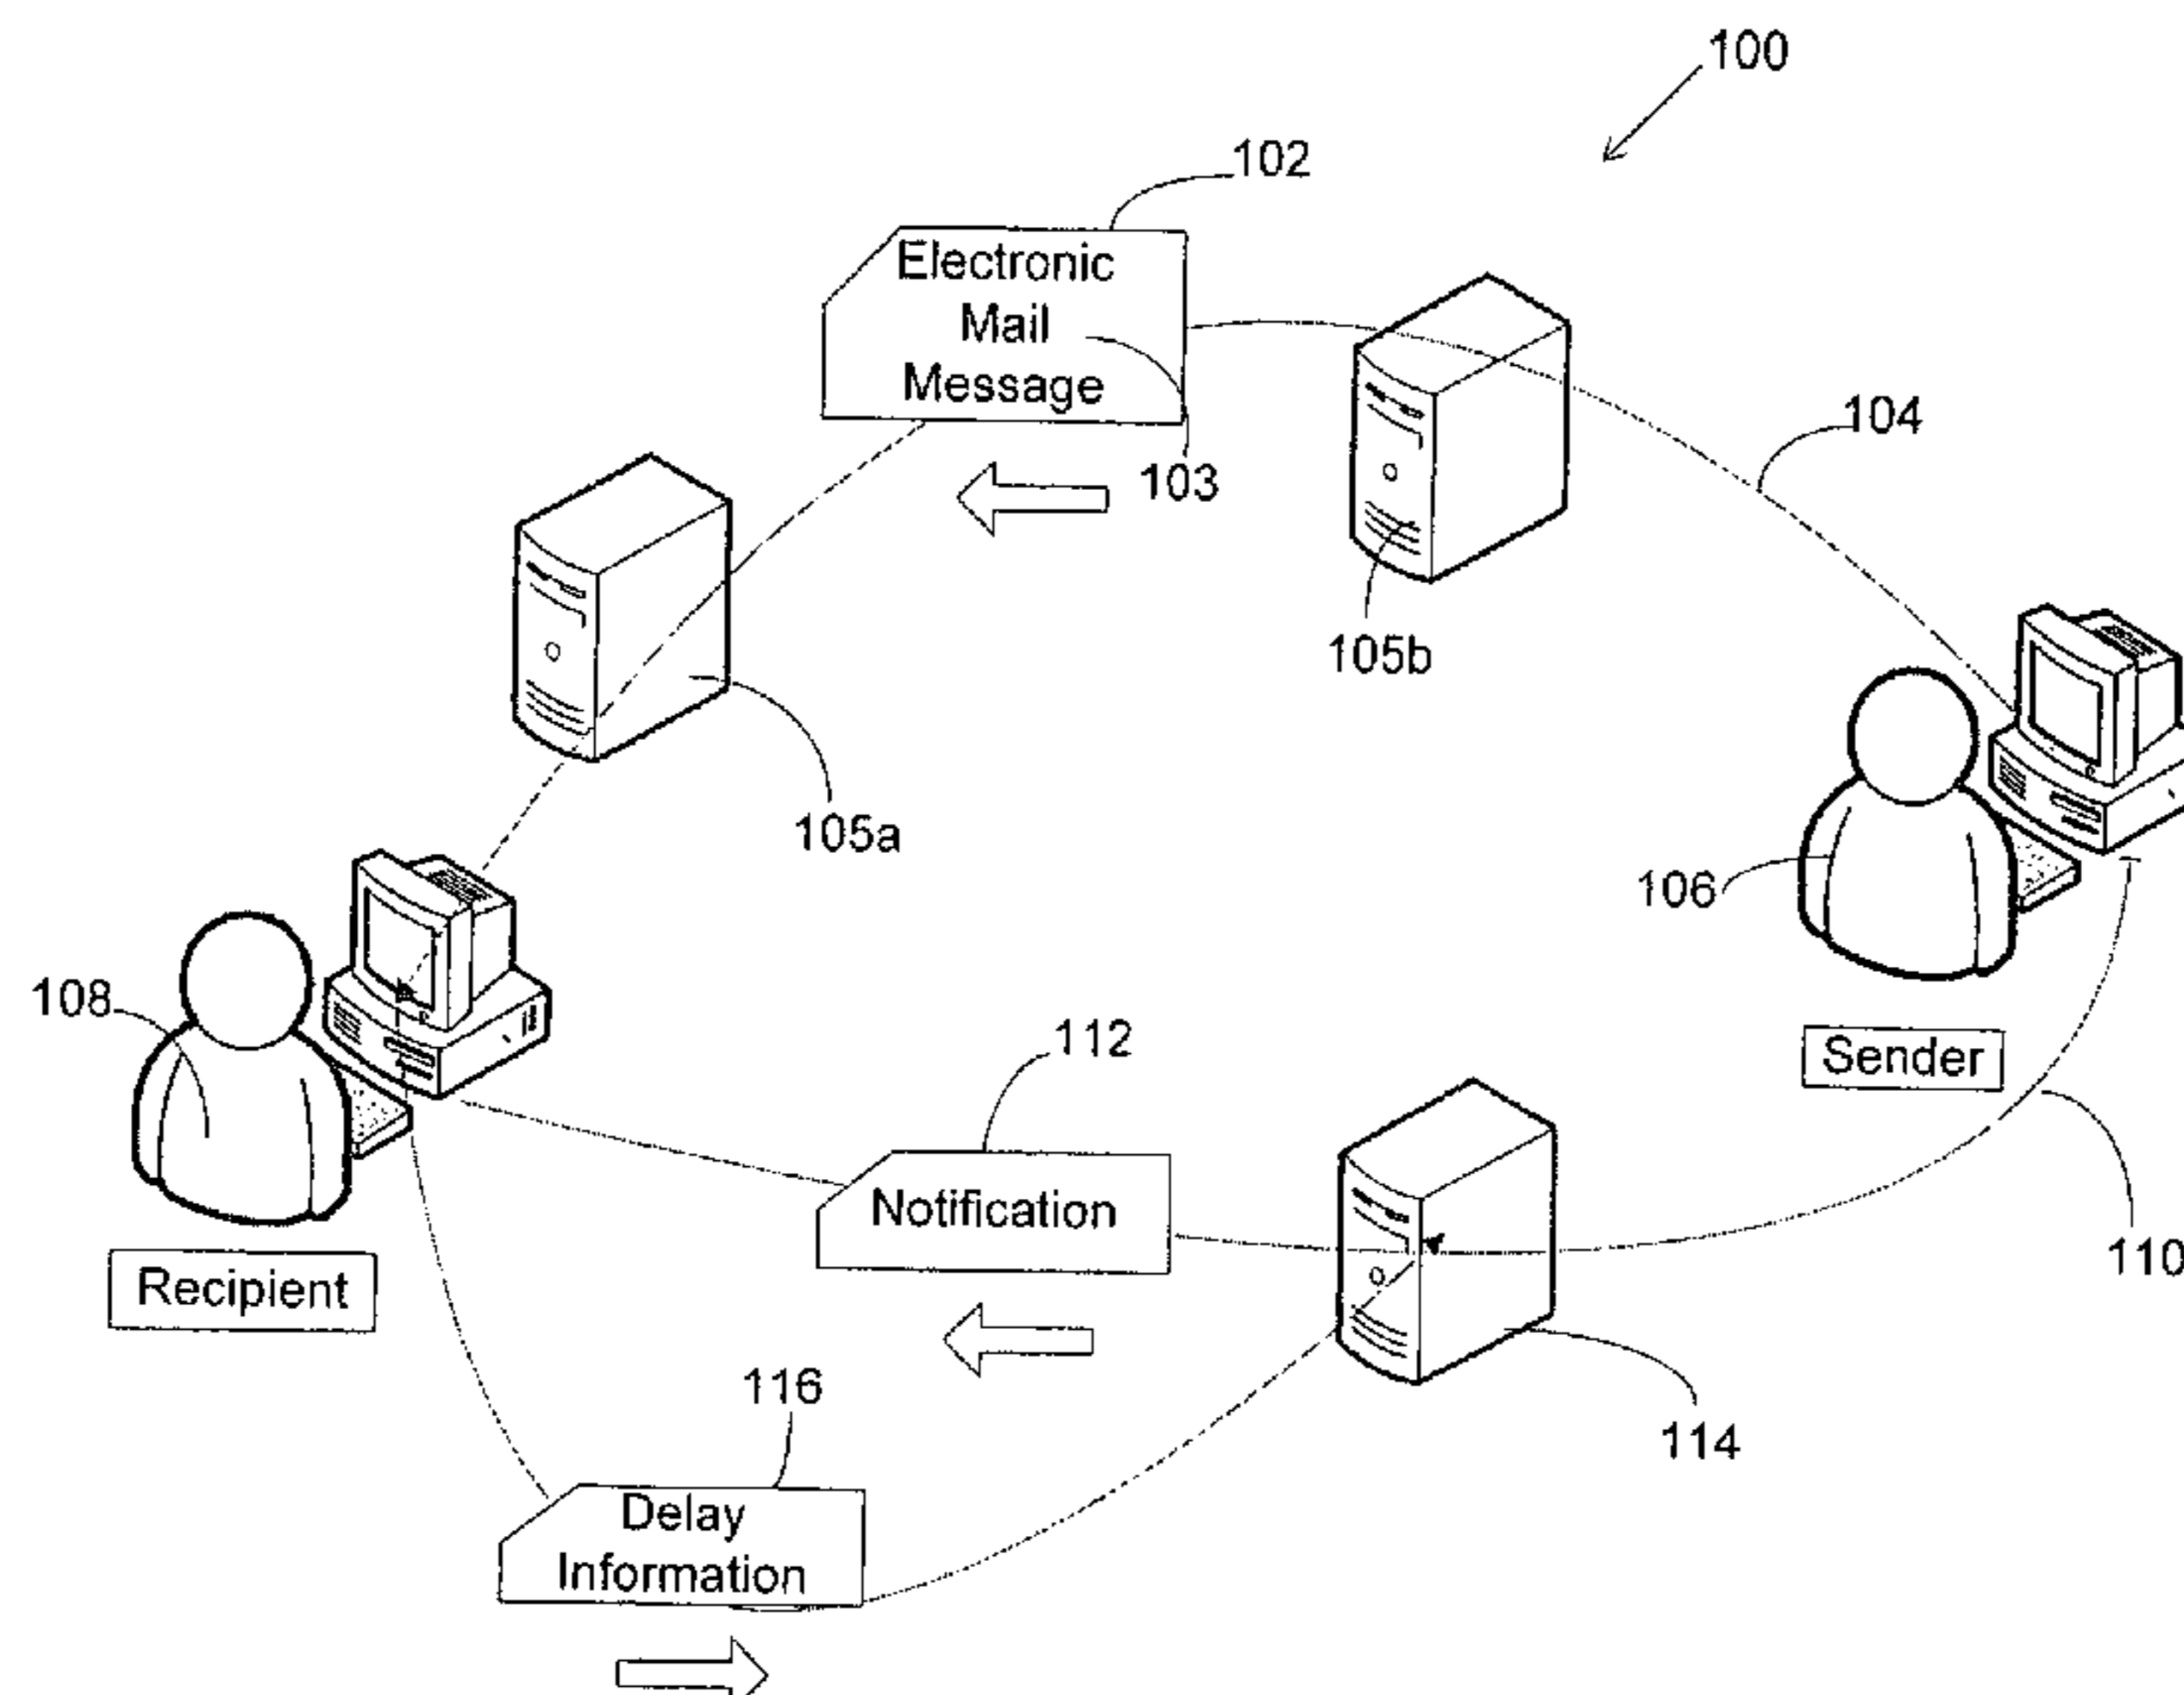 100
102
Electronic
Mail
Message
104
103
105b
105a
106
108
112
Sender
Notification
110
Recipient
116
114
Delay
Information